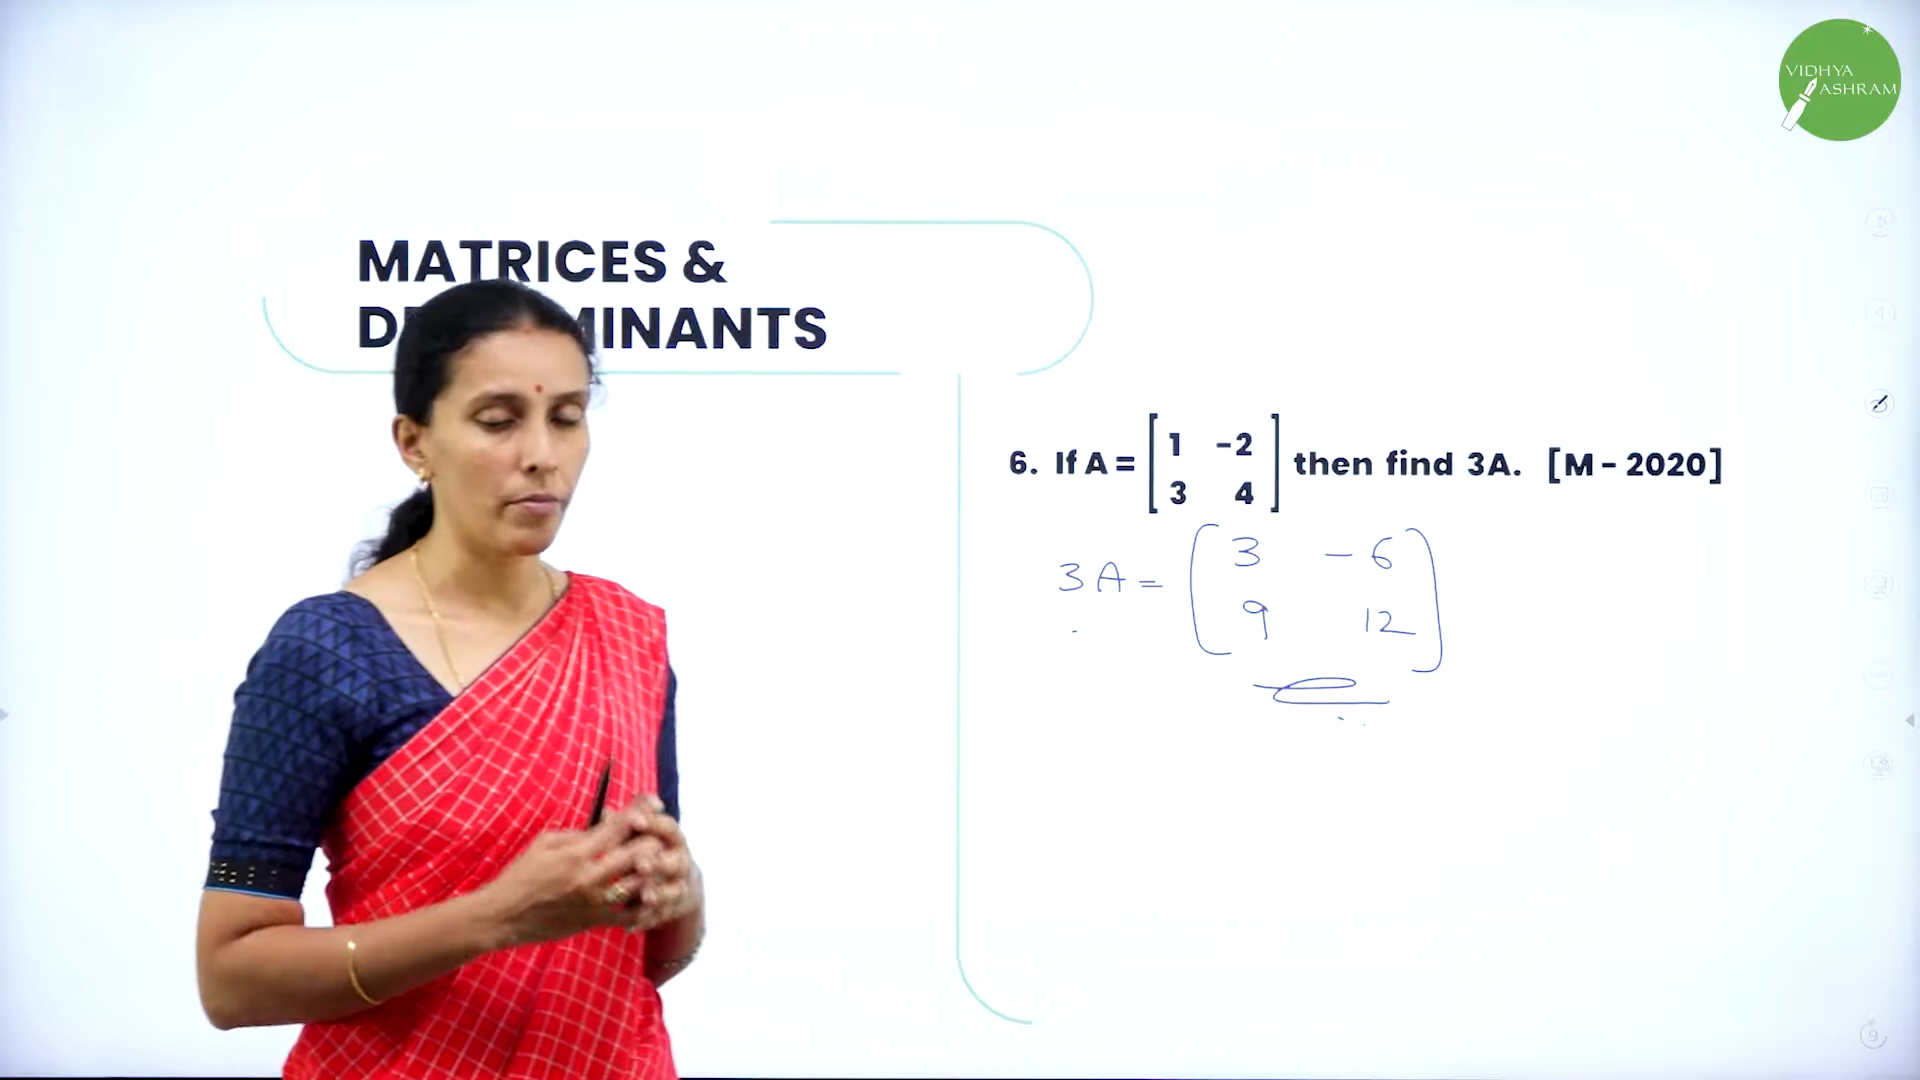 VIDHYA
ASHRAM
MATRICES &
D MINANTS
6. If A = [ 1 -2
3 4 ] then find 3A. [M - 2020]
3A = ( 3 - 6
9 12 )